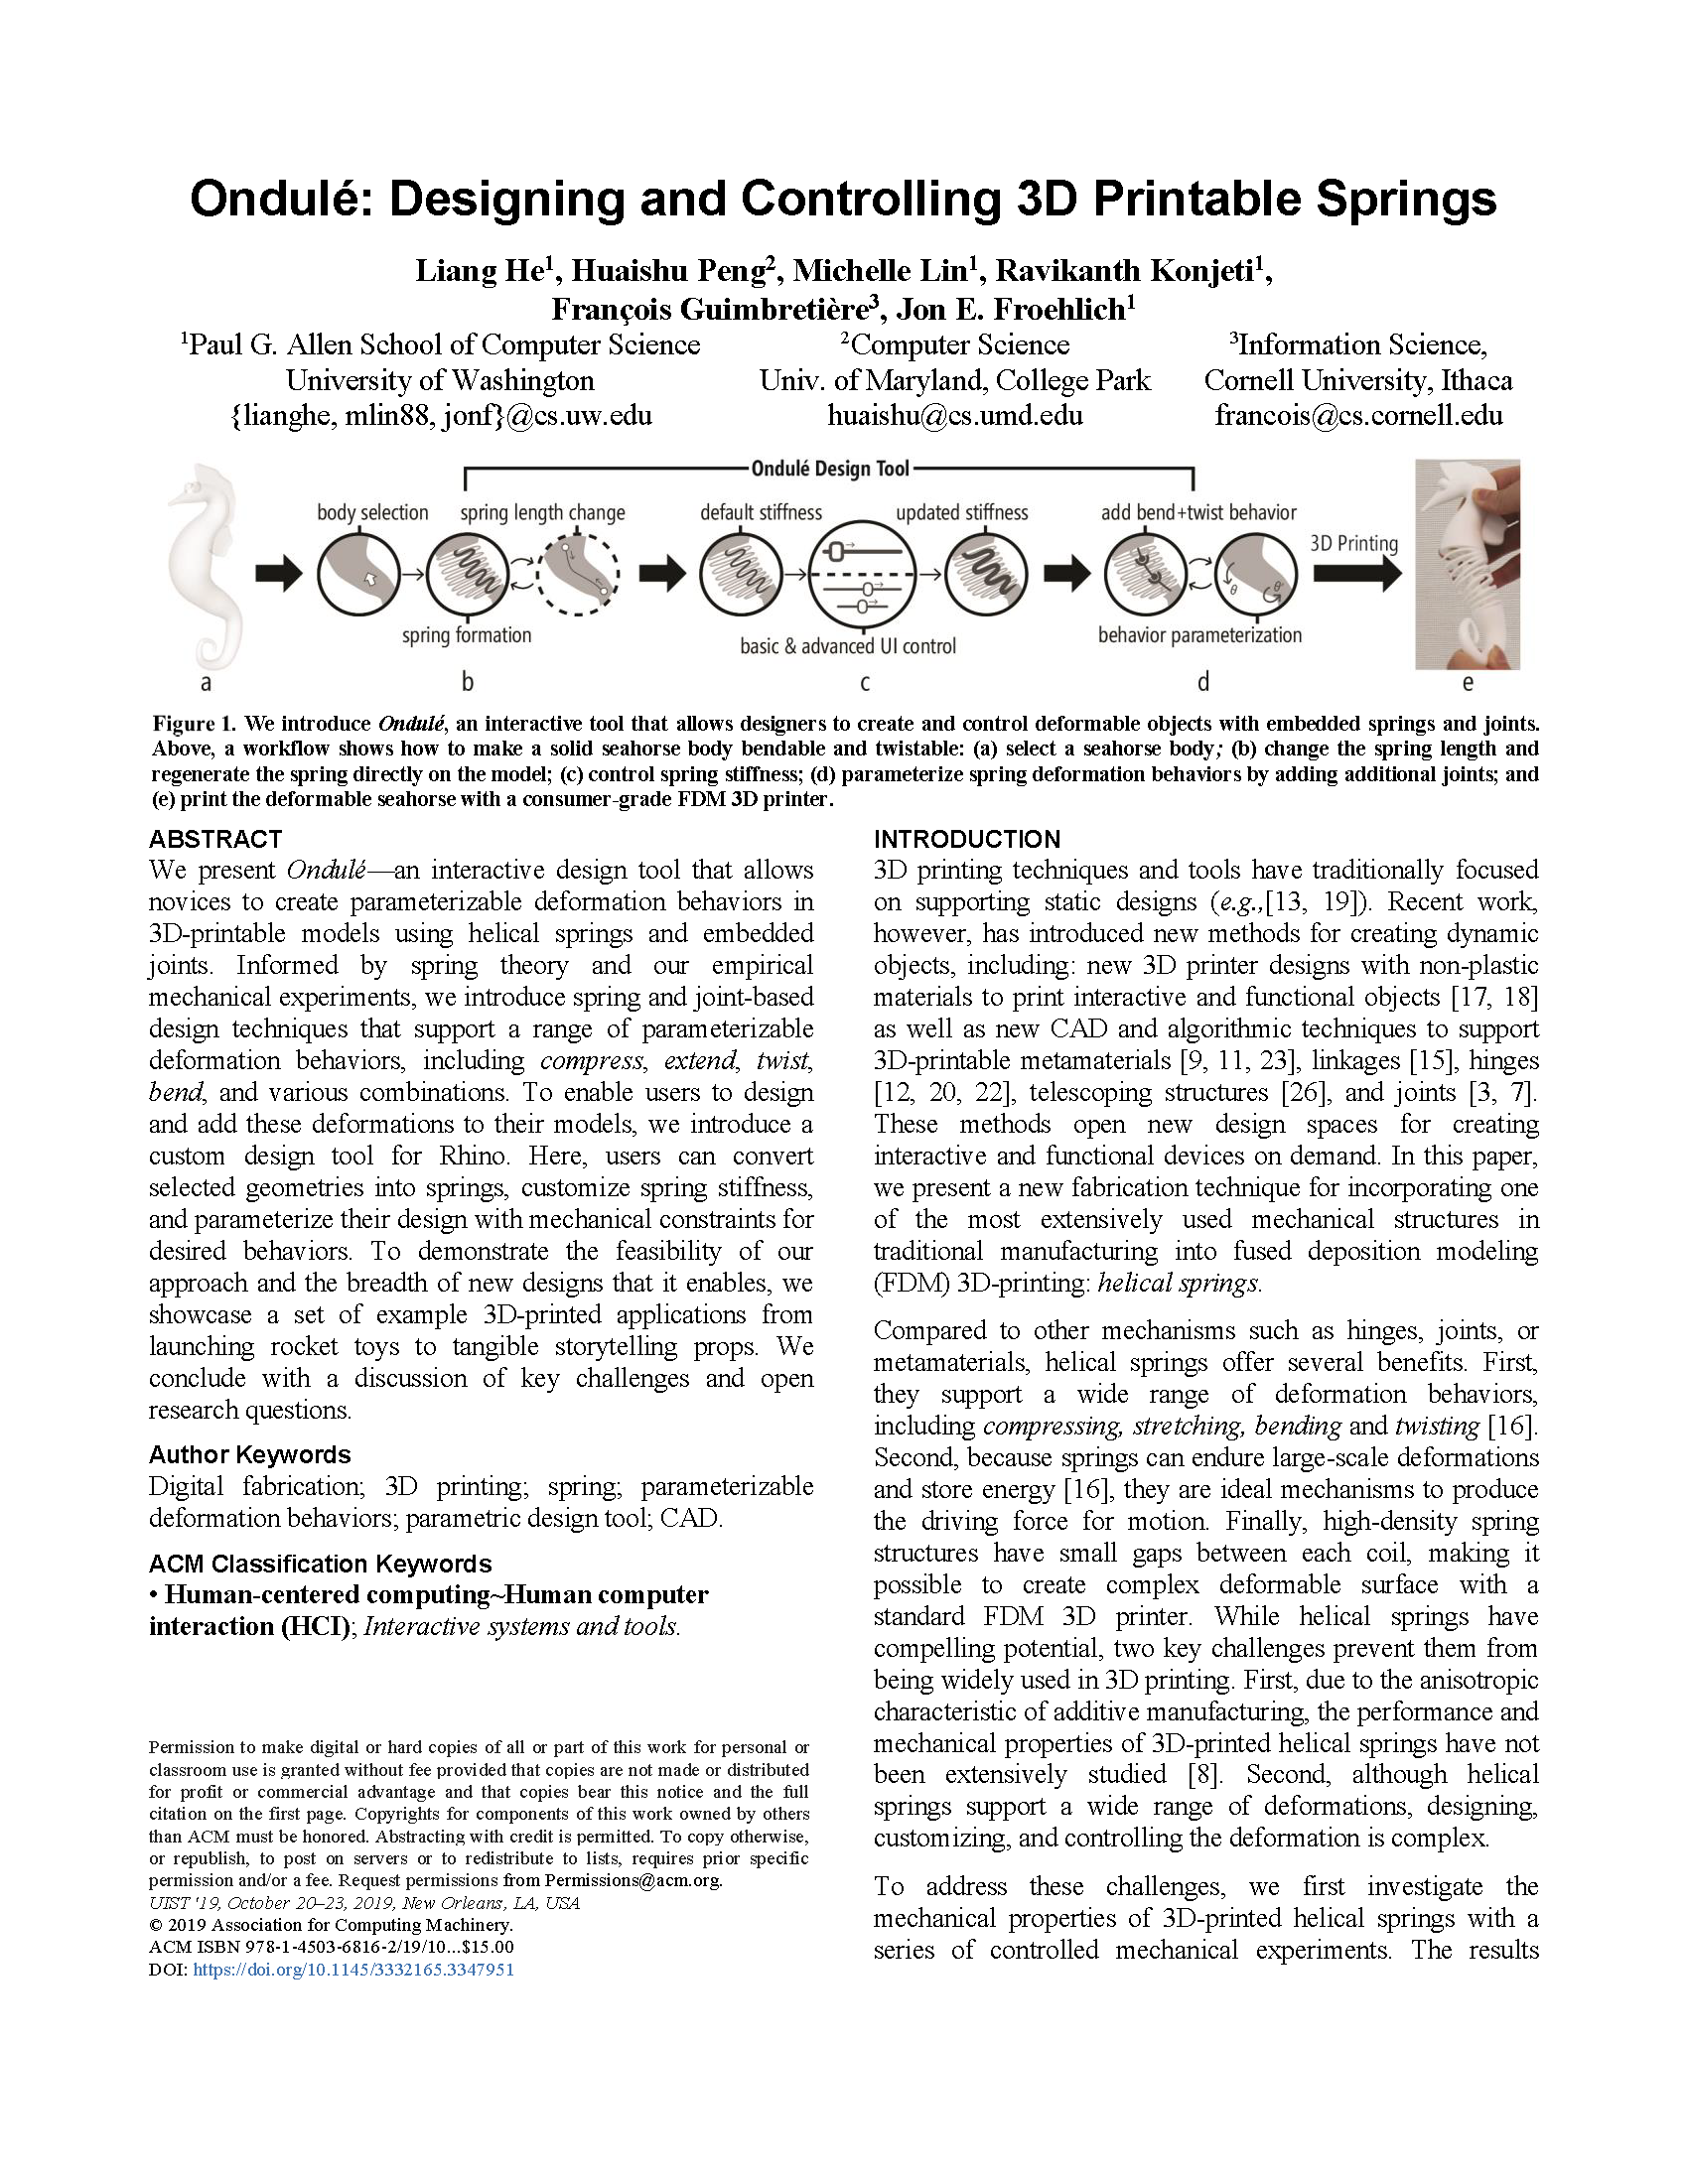 Ondulé: Designing and Controlling 3D Printable Springs
Liang He1, Huaishu Peng2, Michelle Lin1, Ravikanth Konjeti1,
François Guimbretière3, Jon E. Froehlich1
1Paul G. Allen School of Computer Science
University of Washington
{lianghe, mlin88, jonf}@cs.uw.edu
2Computer Science
Univ. of Maryland, College Park
huaishu@cs.umd.edu
3Information Science,
Cornell University, Ithaca
francois@cs.cornell.edu
Ondulé Design Tool
body selection
spring length change
default stiffness
updated stiffness
add bend+twist behavior
3D Printing
θ
θ'
spring formation
basic & advanced UI control
behavior parameterization
a
b
c
d
e
Figure 1. We introduce Ondulé, an interactive tool that allows designers to create and control deformable objects with embedded springs and joints.
Above, a workflow shows how to make a solid seahorse body bendable and twistable: (a) select a seahorse body; (b) change the spring length and
regenerate the spring directly on the model; (c) control spring stiffness; (d) parameterize spring deformation behaviors by adding additional joints; and
(e) print the deformable seahorse with a consumer-grade FDM 3D printer.
ABSTRACT
We present Ondulé—an interactive design tool that allows
novices to create parameterizable deformation behaviors in
3D-printable models using helical springs and embedded
joints. Informed by spring theory and our empirical
mechanical experiments, we introduce spring and joint-based
design techniques that support a range of parameterizable
deformation behaviors, including compress, extend, twist,
bend, and various combinations. To enable users to design
and add these deformations to their models, we introduce a
custom design tool for Rhino. Here, users can convert
selected geometries into springs, customize spring stiffness,
and parameterize their design with mechanical constraints for
desired behaviors. To demonstrate the feasibility of our
approach and the breadth of new designs that it enables, we
showcase a set of example 3D-printed applications from
launching rocket toys to tangible storytelling props. We
conclude with a discussion of key challenges and open
research questions.
Author Keywords
Digital fabrication; 3D printing; spring; parameterizable
deformation behaviors; parametric design tool; CAD.
ACM Classification Keywords
• Human-centered computing~Human computer
interaction (HCI); Interactive systems and tools.
Permission to make digital or hard copies of all or part of this work for personal or
classroom use is granted without fee provided that copies are not made or distributed
for profit or commercial advantage and that copies bear this notice and the full
citation on the first page. Copyrights for components of this work owned by others
than ACM must be honored. Abstracting with credit is permitted. To copy otherwise,
or republish, to post on servers or to redistribute to lists, requires prior specific
permission and/or a fee. Request permissions from Permissions@acm.org.
UIST '19, October 20–23, 2019, New Orleans, LA, USA
© 2019 Association for Computing Machinery.
ACM ISBN 978-1-4503-6816-2/19/10...$15.00
DOI: https://doi.org/10.1145/3332165.3347951
INTRODUCTION
3D printing techniques and tools have traditionally focused
on supporting static designs (e.g.,[13, 19]). Recent work,
however, has introduced new methods for creating dynamic
objects, including: new 3D printer designs with non-plastic
materials to print interactive and functional objects [17, 18]
as well as new CAD and algorithmic techniques to support
3D-printable metamaterials [9, 11, 23], linkages [15], hinges
[12, 20, 22], telescoping structures [26], and joints [3, 7].
These methods open new design spaces for creating
interactive and functional devices on demand. In this paper,
we present a new fabrication technique for incorporating one
of the most extensively used mechanical structures in
traditional manufacturing into fused deposition modeling
(FDM) 3D-printing: helical springs.
Compared to other mechanisms such as hinges, joints, or
metamaterials, helical springs offer several benefits. First,
they support a wide range of deformation behaviors,
including compressing, stretching, bending and twisting [16].
Second, because springs can endure large-scale deformations
and store energy [16], they are ideal mechanisms to produce
the driving force for motion. Finally, high-density spring
structures have small gaps between each coil, making it
possible to create complex deformable surface with a
standard FDM 3D printer. While helical springs have
compelling potential, two key challenges prevent them from
being widely used in 3D printing. First, due to the anisotropic
characteristic of additive manufacturing, the performance and
mechanical properties of 3D-printed helical springs have not
been extensively studied [8]. Second, although helical
springs support a wide range of deformations, designing,
customizing, and controlling the deformation is complex.
To address these challenges, we first investigate the
mechanical properties of 3D-printed helical springs with a
series of controlled mechanical experiments. The results